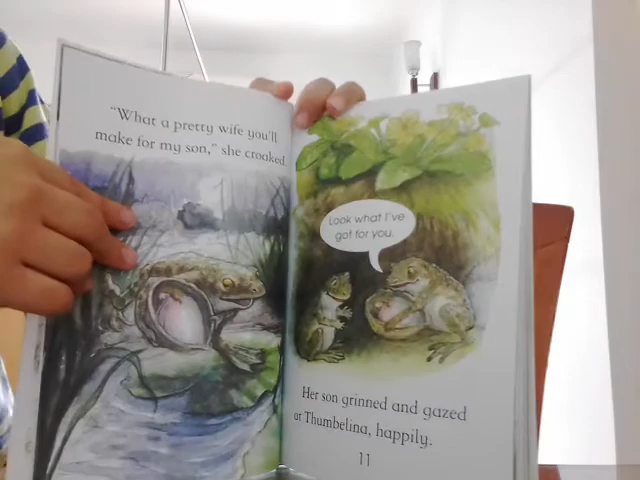 "What a pretty wife you'll
make for my son," she croaked.
Look what I've
got for you.
Her son grinned and gazed
at Thumbelina, happily.
11